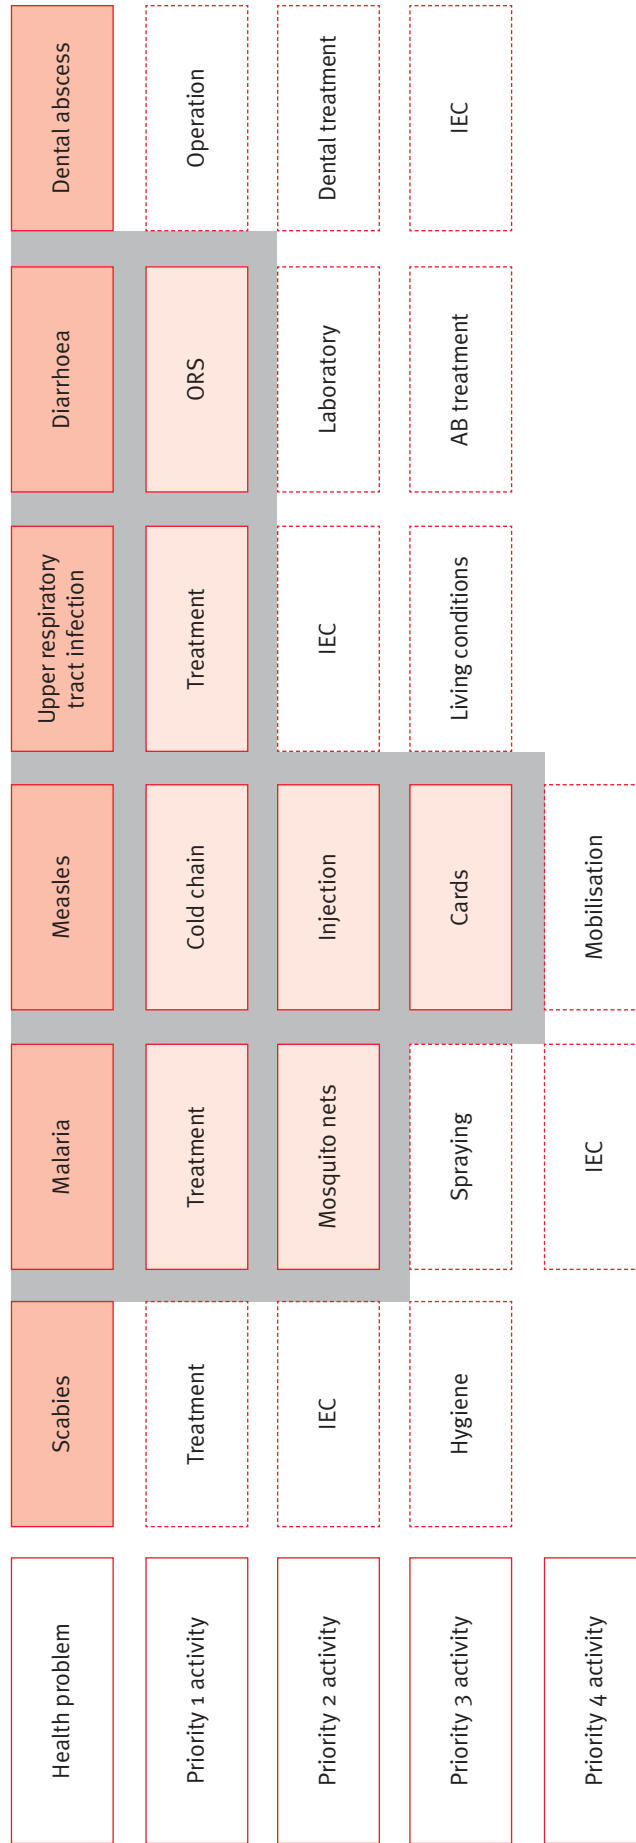 Health problem
Scabies
Malaria
Measles
Upper respiratory
tract infection
Diarrhoea
Dental abscess
Priority 1 activity
Treatment
Treatment
Cold chain
Treatment
ORS
Operation
Priority 2 activity
IEC
Mosquito nets
Injection
IEC
Laboratory
Dental treatment
Priority 3 activity
Hygiene
Spraying
Cards
Living conditions
AB treatment
IEC
Priority 4 activity
IEC
Mobilisation